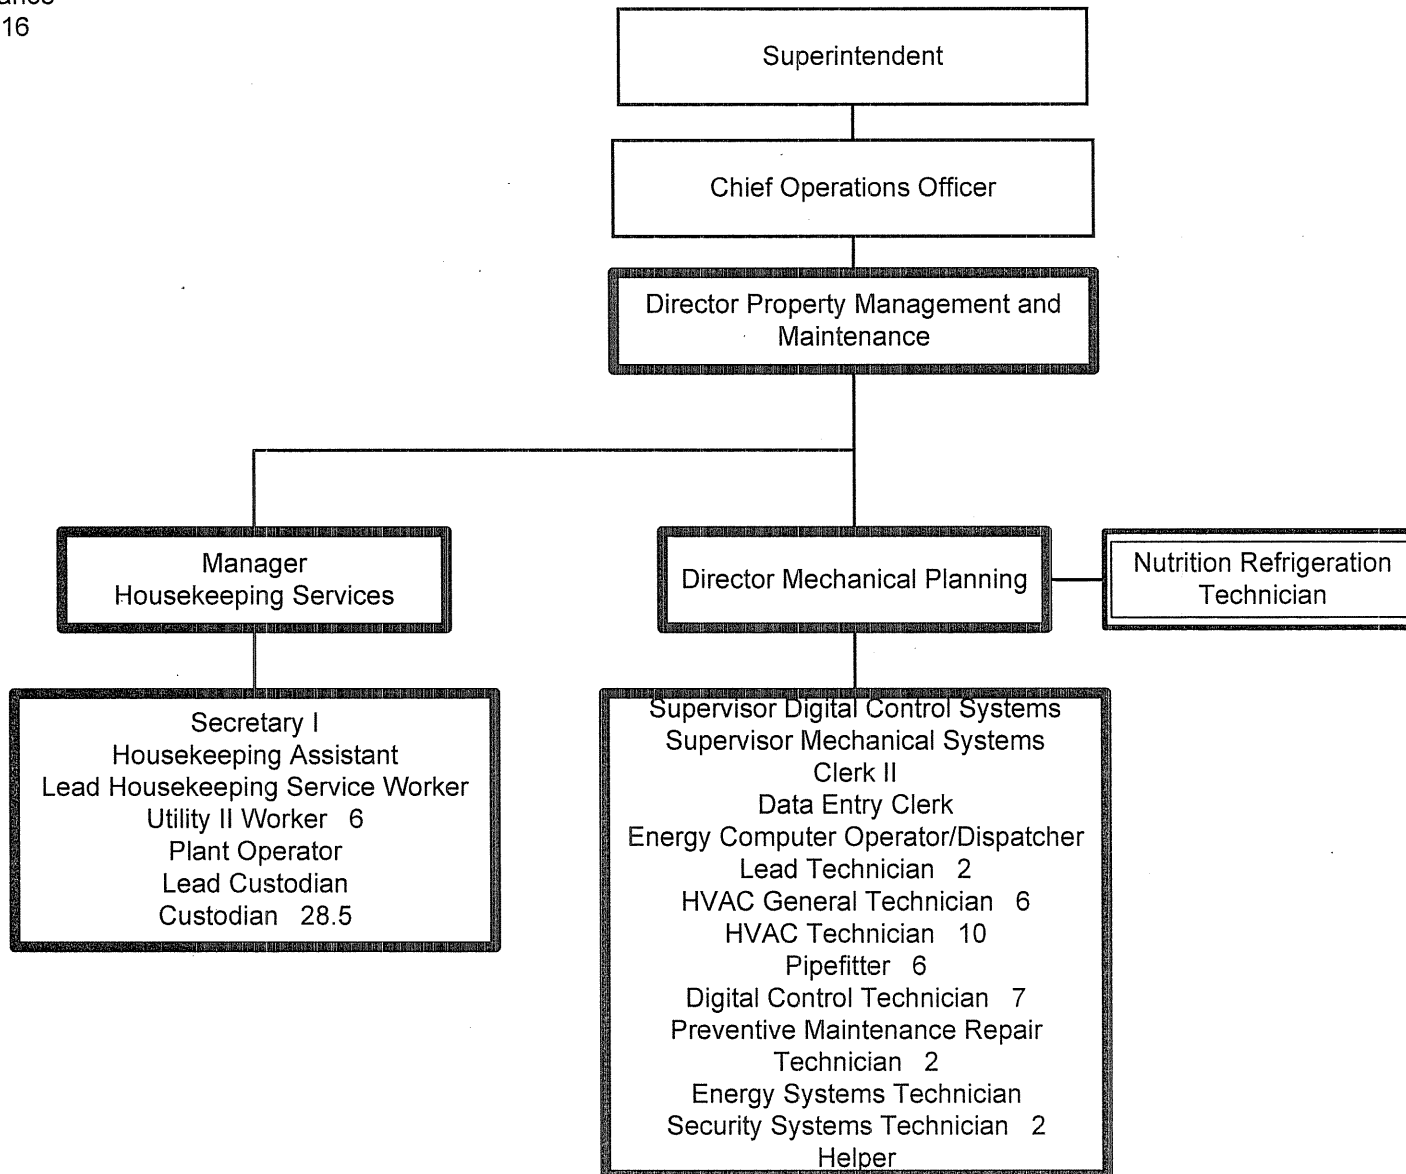 16
Superintendent
Chief Operations Officer
Director Property Management and
Maintenance
Manager
Housekeeping Services
Director Mechanical Planning
Nutrition Refrigeration
Technician
Secretary I
Housekeeping Assistant
Lead Housekeeping Service Worker
Utility II Worker 6
Plant Operator
Lead Custodian
Custodian 28.5
Supervisor Digital Control Systems
Supervisor Mechanical Systems
Clerk II
Data Entry Clerk
Energy Computer Operator/Dispatcher
Lead Technician 2
HVAC General Technician 6
HVAC Technician 10
Pipefitter 6
Digital Control Technician 7
Preventive Maintenance Repair
Technician 2
Energy Systems Technician
Security Systems Technician 2
Helper